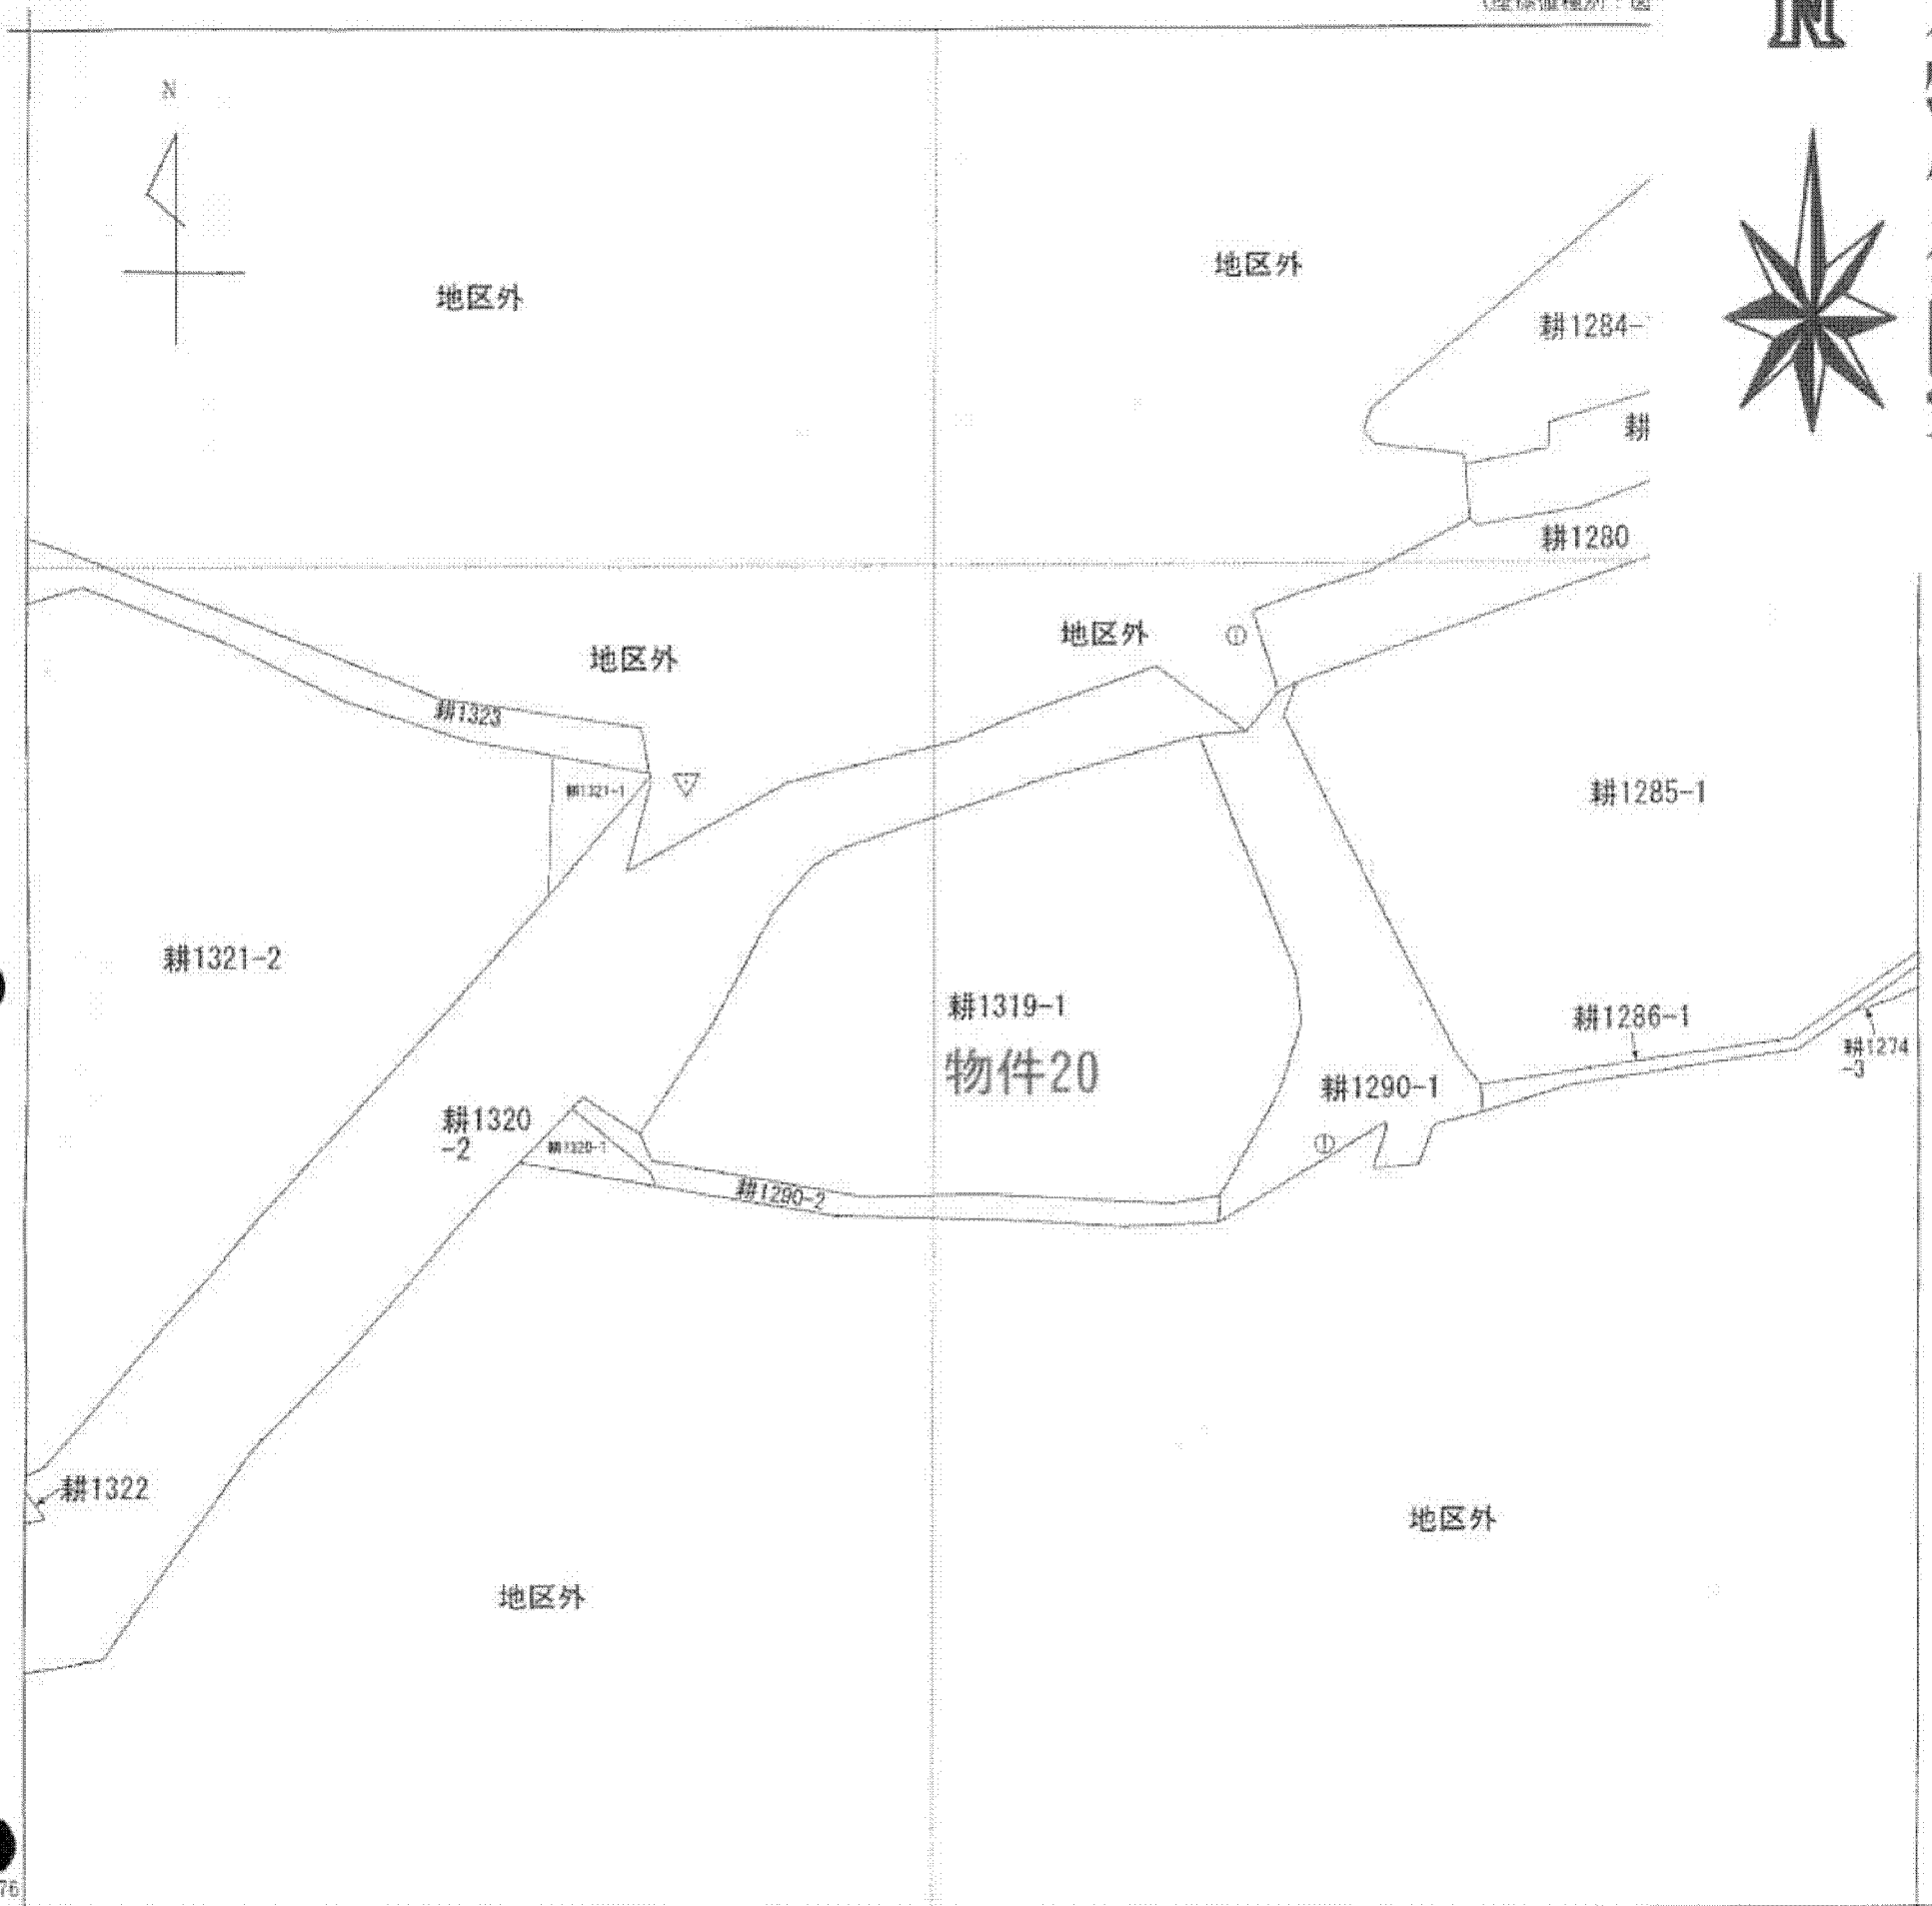 N
N
地区外
地区外
耕1284-
耕
耕1280
地区外
地区外
耕1323
耕1321-1
耕1285-1
耕1321-2
耕1319-1
物件20
耕1286-1
耕1274
-3
耕1290-1
耕1320
-2
耕1320-1
耕1290-2
耕1322
地区外
地区外
76